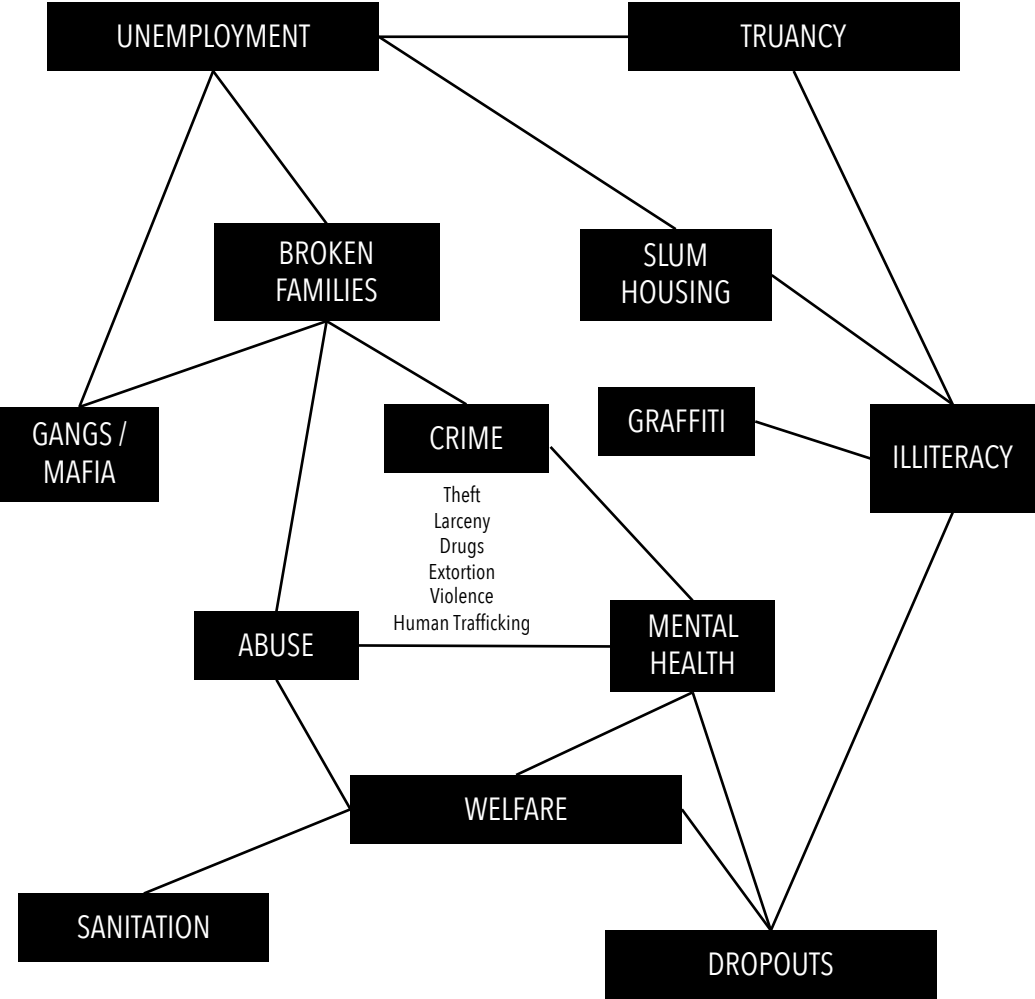 UNEMPLOYMENT
TRUANCY
BROKEN
FAMILIES
SLUM
HOUSING
GANGS /
MAFIA
CRIME
GRAFFITI
ILLITERACY
Theft
Larceny
Drugs
Extortion
Violence
Human Trafficking
ABUSE
MENTAL
HEALTH
WELFARE
SANITATION
DROPOUTS